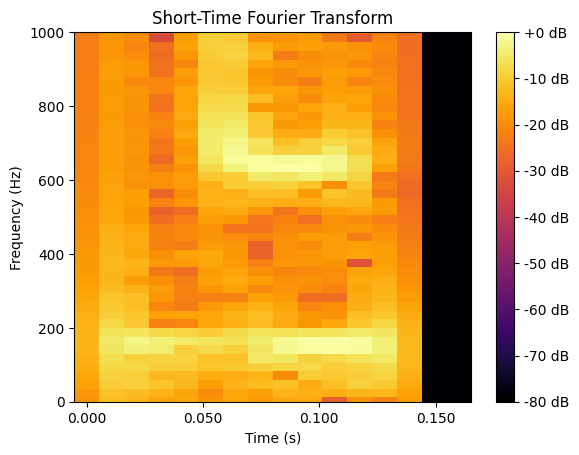 Short-Time Fourier Transform
1000
800
600
400
200
0
Frequency (Hz)
0.000
0.050
0.100
0.150
Time (s)
+0 dB
-10 dB
-20 dB
-30 dB
-40 dB
-50 dB
-60 dB
-70 dB
-80 dB